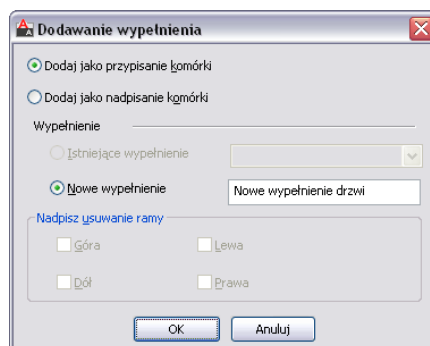 Dodawanie wypełnienia
Dodaj jako przypisanie komórki
Dodaj jako nadpisanie komórki
Wypełnienie
Istniejące wypełnienie
Nowe wypełnienie Nowe wypełnienie drzwi
Nadpisz usuwanie ramy
Góra Lewa
Dół Prawa
OK Anuluj